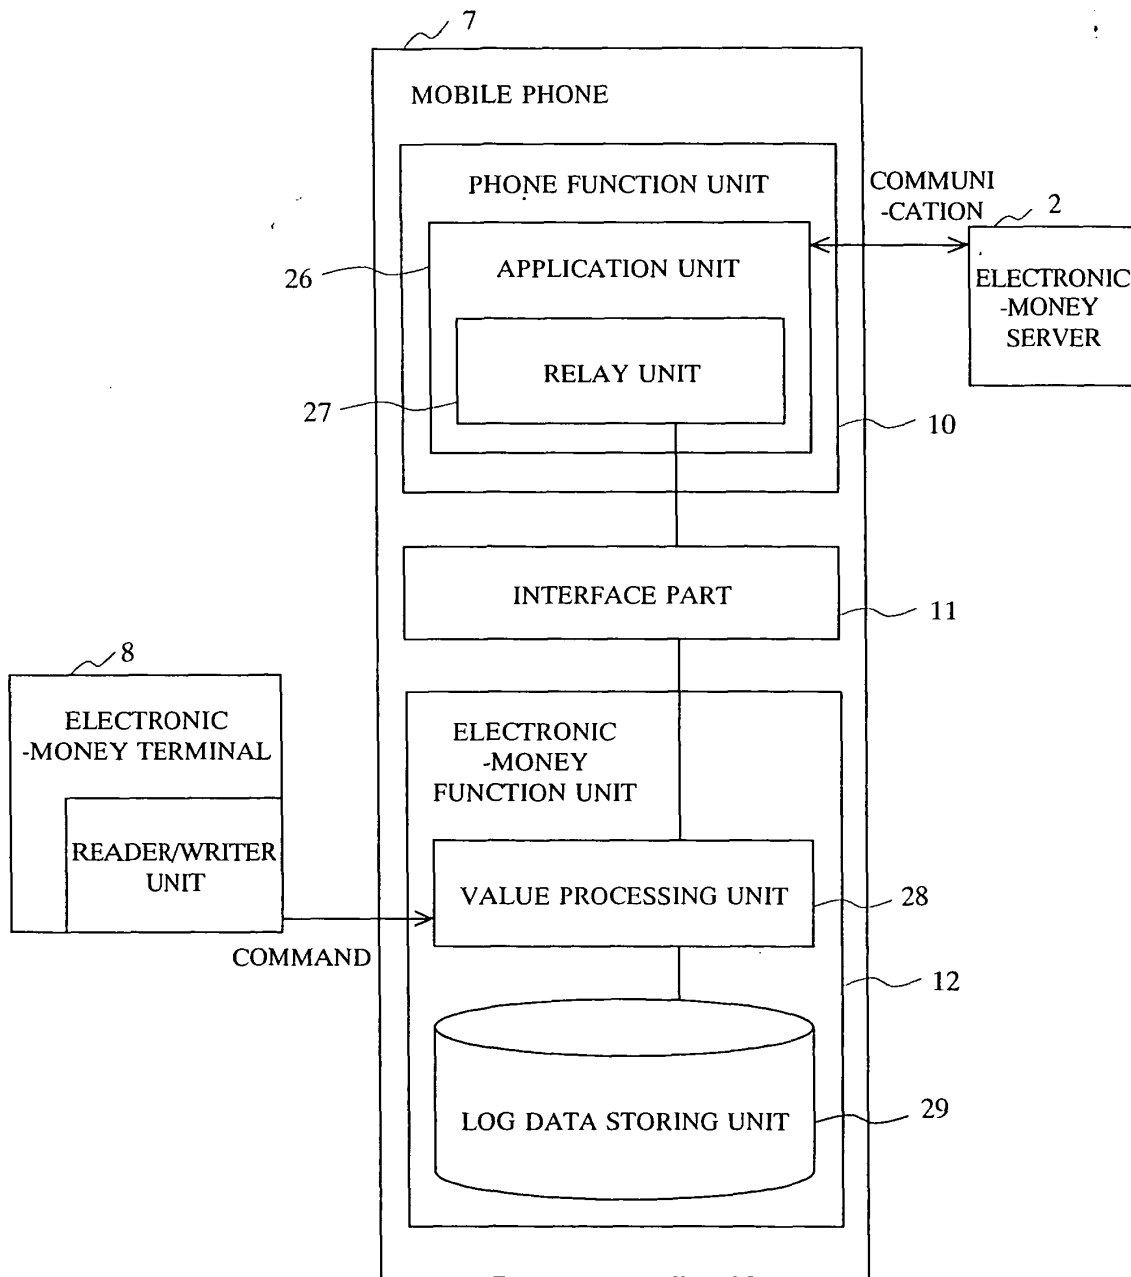 7
MOBILE PHONE
PHONE FUNCTION UNIT
COMMUNI
-CATION
2
26
APPLICATION UNIT
ELECTRONIC
-MONEY
SERVER
RELAY UNIT
27
10
INTERFACE PART
11
8
ELECTRONIC
-MONEY TERMINAL
ELECTRONIC
-MONEY
FUNCTION UNIT
READER/WRITER
UNIT
VALUE PROCESSING UNIT
28
COMMAND
12
LOG DATA STORING UNIT
29